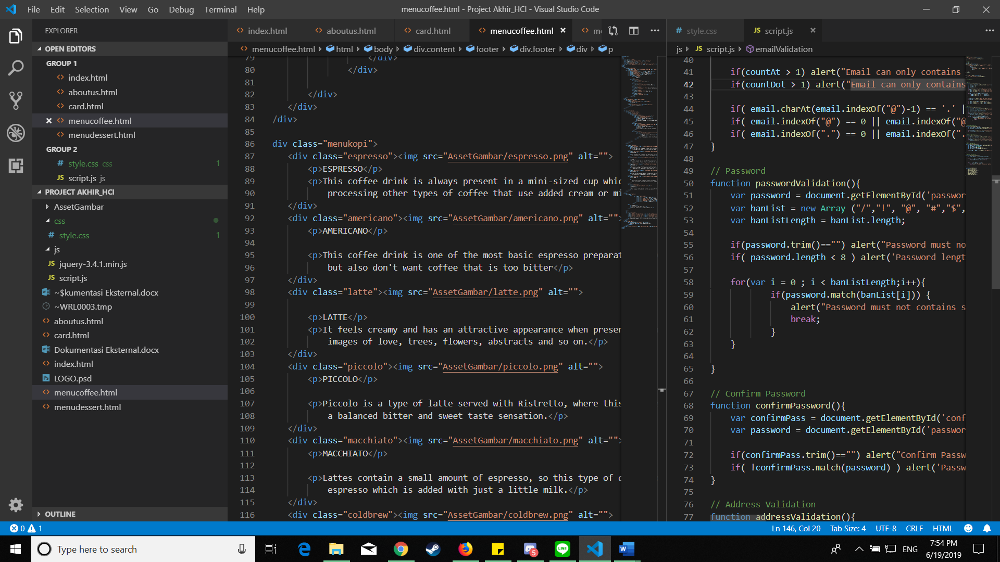 File Edit Selection View Go Debug Terminal Help
menucoffee.html - Project Akhir_HCI - Visual Studio Code
EXPLORER
OPEN EDITORS
GROUP 1
index.html
aboutus.html
card.html
menucoffee.html
menudessert.html
GROUP 2
style.css css 1
script.js js
PROJECT AKHIR_HCI
AssetGambar
css
style.css 1
js
jquery-3.4.1.min.js
script.js
~$kumentasi Eksternal.docx
~WRL0003.tmp
aboutus.html
card.html
Dokumentasi Eksternal.docx
index.html
LOGO.psd
menucoffee.html
menudessert.html
OUTLINE
index.html aboutus.html card.html menucoffee.html
menucoffee.html html body div.content footer div.footer div p
79 </div>
80 </div>
81
82 </div>
83 </div>
84 /div>
85
86 div class="menukopi">
87 <div class="espresso"><img src="AssetGambar/espresso.png" alt="">
88 <p>ESPRESSO</p>
89 <p>This coffee drink is always present in a mini-sized cup whic
90 processing other types of coffee that use added cream or mi
91 </div>
92 <div class="americano"><img src="AssetGambar/americano.png" alt="">
93 <p>AMERICANO</p>
94
95 <p>This coffee drink is one of the most basic espresso preparat
96 but also don't want coffee that is too bitter</p>
97 </div>
98 <div class="latte"><img src="AssetGambar/latte.png" alt="">
99
100 <p>LATTE</p>
101 <p>It feels creamy and has an attractive appearance when presen
102 images of love, trees, flowers, abstracts and so on.</p>
103 </div>
104 <div class="piccolo"><img src="AssetGambar/piccolo.png" alt="">
105 <p>PICCOLO</p>
106
107 <p>Piccolo is a type of latte served with Ristretto, where this
108 a balanced bitter and sweet taste sensation.</p>
109 </div>
110 <div class="macchiato"><img src="AssetGambar/macchiato.png" alt="">
111 <p>MACCHIATO</p>
112
113 <p>Lattes contain a small amount of espresso, so this type of
114 espresso which is added with just a little milk.</p>
115 </div>
116 <div class="coldbrew"><img src="AssetGambar/coldbrew.png" alt="">
style.css script.js
js script.js emailValidation
40
41 if(countAt > 1) alert("Email can only contains
42 if(countDot > 1) alert("Email can only contains
43
44 if( email.charAt(email.indexOf("@")-1) == '.' |
45 if( email.indexOf("@") == 0 || email.indexOf("@
46 if( email.indexOf(".") == 0 || email.indexOf(".
47 }
48
49 // Password
50 function passwordValidation(){
51 var password = document.getElementById('passwor
52 var banList = new Array ("/","!", "@", "#","$",
53 var banListLength = banList.length;
54
55 if(password.trim()=="") alert("Password must no
56 if( password.length < 8 ) alert('Password lengt
57
58 for(var i = 0 ; i < banListLength;i++){
59 if(password.match(banList[i])) {
60 alert("Password must not contains s
61 break;
62 }
63 }
64
65 }
66
67 // Confirm Password
68 function confirmPassword(){
69 var confirmPass = document.getElementById('conf
70 var password = document.getElementById('passwor
71
72 if(confirmPass.trim()=="") alert("Confirm Passw
73 if( !confirmPass.match(password) ) alert('Passw
74 }
75
76 // Address Validation
77 function addressValidation(){
0 1
Ln 146, Col 20 Tab Size: 4 UTF-8 CRLF HTML
Type here to search
5
LINE
ENG
7:54 PM
6/19/2019